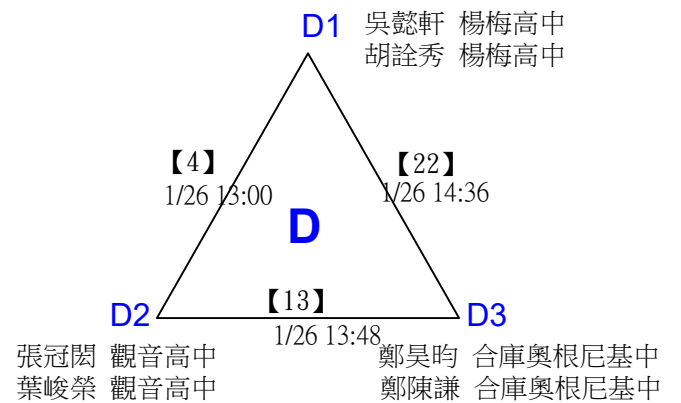 D1 吳懿軒 楊梅高中
胡詮秀 楊梅高中
【4】
1/26 13:00
【22】
1/26 14:36
D
D2
【13】
1/26 13:48
D3
張冠閎 觀音高中
葉峻榮 觀音高中
鄭昊昀 合庫奧根尼基中
鄭陳謙 合庫奧根尼基中